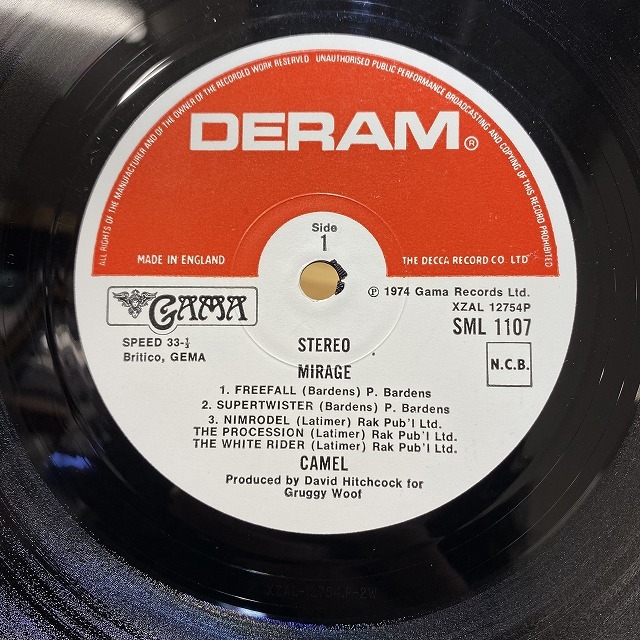 ALL RIGHTS OF THE MANUFACTURER AND OF THE OWNER OF THE RECORDED WORK RESERVED UNAUTHORISED PUBLIC PERFORMANCE BROADCASTING AND COPYING OF THIS RECORD PROHIBITED
DERAM®
Side
1
MADE IN ENGLAND
THE DECCA RECORD CO. LTD
GAMA
℗ 1974 Gama Records Ltd.
XZAL 12754P
SPEED 33-⅓
STEREO
SML 1107
Britico, GEMA
MIRAGE
N.C.B.
1. FREEFALL (Bardens) P. Bardens
2. SUPERTWISTER (Bardens) P. Bardens
3. NIMRODEL (Latimer) Rak Pub'l Ltd.
THE PROCESSION (Latimer) Rak Pub'l Ltd.
THE WHITE RIDER (Latimer) Rak Pub'l Ltd.
CAMEL
Produced by David Hitchcock for
Gruggy Woof
XZAL-12754.P-2W